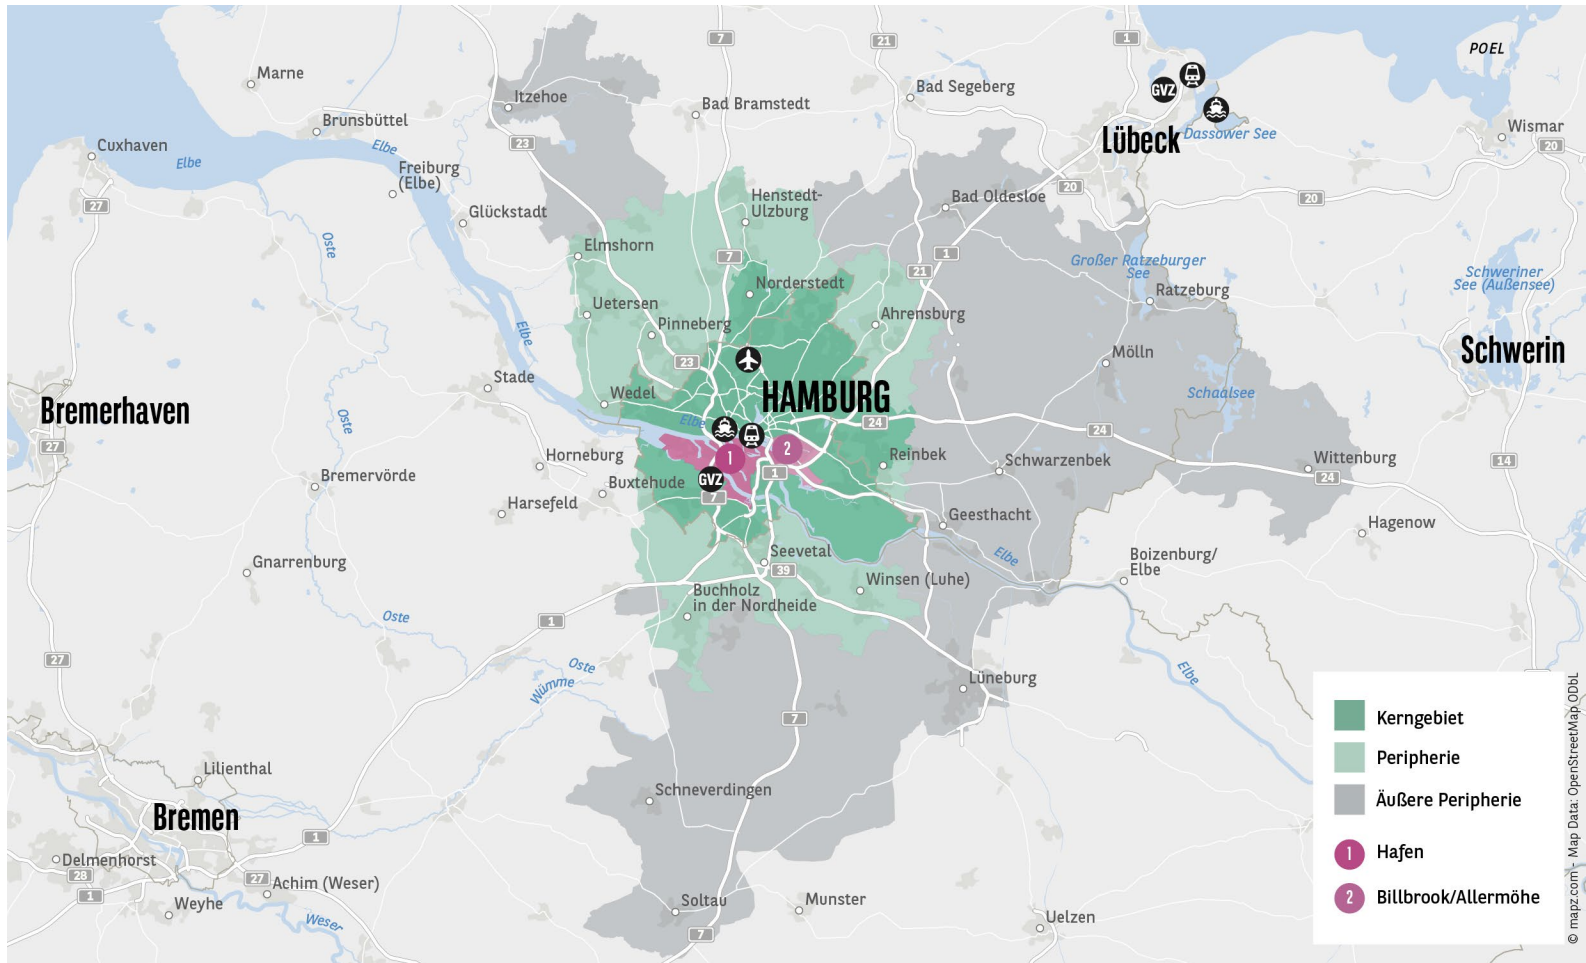 7
21
1
POEL
Marne
Itzehoe
Bad Bramstedt
Bad Segeberg
GVZ
Brunsbüttel
Wismar
Dassower See
Lübeck
Cuxhaven
Elbe
Elbe
23
20
Freiburg
(Elbe)
20
27
Glückstadt
Henstedt-
Ulzburg
Bad Oldesloe
20
Oste
Elmshorn
7
1
21
Großer Ratzeburger
See
Schweriner
See (Außensee)
Norderstedt
Ratzeburg
Uetersen
Pinneberg
Ahrensburg
Elbe
Mölln
Schwerin
23
Stade
Wedel
HAMBURG
Schaalsee
Bremerhaven
Oste
Elbe
24
24
27
Horneburg
1
2
Reinbek
Schwarzenbek
Wittenburg
14
Bremervörde
Buxtehude
GVZ
1
24
7
Harsefeld
Geesthacht
Hagenow
Gnarrenburg
Seevetal
Elbe
Boizenburg/
Elbe
39
Winsen (Luhe)
Buchholz
in der Nordheide
Oste
1
27
Oste
Wümme
Lüneburg
Elbe
7
Kerngebiet
Peripherie
Äußere Peripherie
1 Hafen
2 Billbrook/Allermöhe
Lilienthal
Schneverdingen
Bremen
1
Delmenhorst
28
27
Achim (Weser)
1
Weyhe
Weser
Soltau
Munster
Uelzen
7
© mapz.com - Map Data: OpenStreetMap ODbL